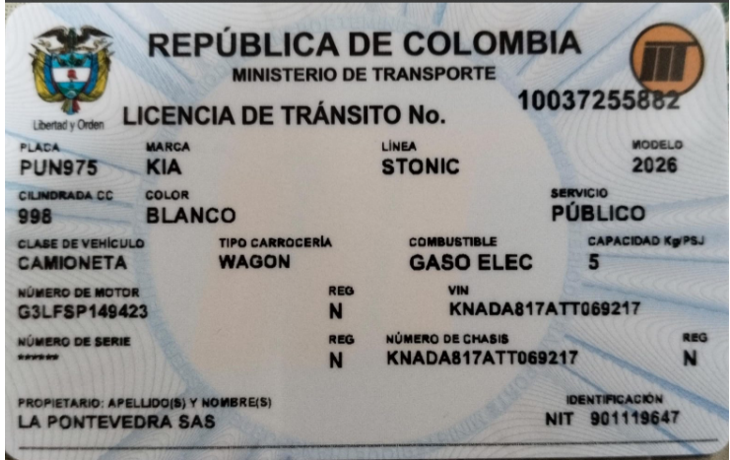 REPÚBLICA DE COLOMBIA
MINISTERIO DE TRANSPORTE
Libertad y Orden
LICENCIA DE TRÁNSITO No. 10037255882
PLACA MARCA LÍNEA MODELO
PUN975 KIA STONIC 2026
CILINDRADA CC COLOR SERVICIO
998 BLANCO PÚBLICO
CLASE DE VEHÍCULO TIPO CARROCERÍA COMBUSTIBLE CAPACIDAD Kg/PSJ
CAMIONETA WAGON GASO ELEC 5
NÚMERO DE MOTOR REG VIN
G3LFSP149423 N KNADA817ATT069217
NÚMERO DE SERIE REG NÚMERO DE CHASIS REG
****** N KNADA817ATT069217 N
PROPIETARIO: APELLIDO(S) Y NOMBRE(S) IDENTIFICACIÓN
LA PONTEVEDRA SAS NIT 901119647